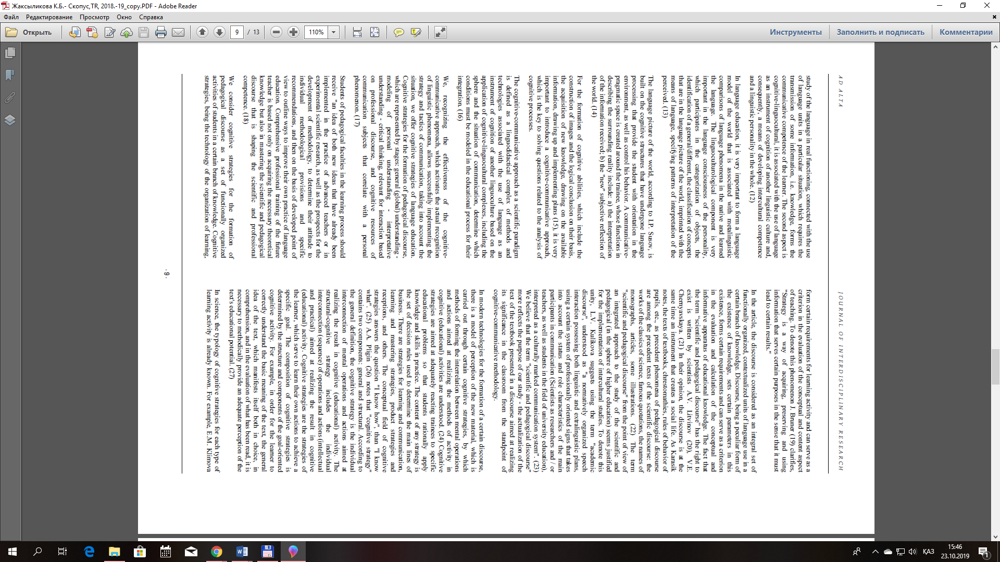 Жаксыликова К.Б.- Скопус,TR, 2018.-19_copy.PDF - Adobe Reader
Файл Редактирование Просмотр Окно Справка
Открыть
9 / 13
110%
Инструменты Заполнить и подписать Комментарии
AD ALTA
JOURNAL OF INTERDISCIPLINARY RESEARCH
study of the language in real functioning, connected with the use
of language units in a particular situation, which requires the
transmission of some information, i.e. knowledge, forms the
communicative competence of the learner. The second aspect is
cognitive-linguocultural, it is associated with the use of language
as an instrument of cognition of another linguistic culture and,
consequently, a means of developing intercultural competence
and a linguistic personality in the whole. (12)
In language education, it is very important to form a language
model of the world that is associated with metalinguistic
comparisons of language phenomena in the native and learned
the language. The linguoculturological component is very
important in the language consciousness of the personality,
which participates in the categorization of objects, the
identification of a general/different, the classification of concepts
that are in the language picture of the world, imprinted with the
means of language, specifying patterns of interpretation of the
perceived. (13)
The language picture of the world, according to I.P. Susov, is
built on the cognitive structures that have undergone language
processing that provide the student with orientation in the
environment, as well as control his behavior. A communicative-
pragmatic space is created around the trainee, whose functions in
describing the surrounding reality include: a) the interpretation
of the information received; b) the "new" subjective reflection of
the world. (14)
For the formation of cognitive abilities, which include the
construction of images and the logical conclusion on their basis,
the acquisition of new knowledge, drawing on the available
information, drawing up and implementing plans (15), it is very
important to introduce a cognitive-communicative approach,
which is the key to solving questions related to the analysis of
cognitive processes.
The cognitive-communicative approach as a scientific paradigm
is defined as a linguodidactical complex of methods and
technologies associated with the use of language as an
instrument of cognition of another linguoculture based on the
application of cognitive-linguocultural complexes, including the
sphere and the situation of communication, determine which
conditions must be modeled in the educational process for their
integration. (16)
We, recognizing the effectiveness of the cognitive-
communicative approach, which activates the actual recognition
of linguistic phenomena, allows successfully implementing the
strategy and tactics of communication, taking into account the
situation, we offer cognitive strategies of language education.
Cognitive strategies for the formation of pedagogical discourse,
which are represented by stages: general (global) understanding -
modeling of personal understanding - interpretative
understanding - critical thinking, relevant for interaction based
on professional discourse, and cognitive resources of
communication subjects that correlate with a personal
phenomenon. (17)
Students of pedagogical faculties in the learning process should
receive "an idea of both new ideas that have already been
implemented in the practice of advanced teachers or in
experimental scientific research, as well as the prospects for the
development of methodology, to determine their attitude to
individual methodological provisions and specific
recommendations, and then on the basis of developed point of
view to outline ways to improve their own practice of language
education. Comprehensive professional training of the future
teacher is based not only on acquiring the necessary theoretical
knowledge but also in mastering the scientific and pedagogical
discourse that is shaping the scientific and professional
competence. (18)
We consider cognitive strategies for the formation of
pedagogical discourse as a set of functionally organized
activities of students in a certain branch of knowledge. Cognitive
strategies, being the technology of the organization of learning,
form certain requirements for learning activity and can serve as a
criterion in the evaluation of the conceptual and content aspect
of teaching. To denote this phenomenon J. Bruner (19) clarifies,
"Strategy is a way of acquiring, preserving and using
information that serves certain purposes in the sense that it must
lead to certain results."
In the article, the discourse is considered as an integral set of
functionally organized, contextualized units of language use in a
certain branch of knowledge. Discourse, being a peculiar form of
the existence of knowledge, sets certain parameters in this
existence, forms certain requirements and can serve as a criterion
in the evaluation and calculation of the conceptual and
informative apparatus of educational knowledge. The fact that
the term "scientific and pedagogical discourse" has the right to
exist is written by scientists A.V. Litvinov (20), V.E.
Chernyavskaya. (21) In their opinion, the discourse is at the
same time an instrument that creates a social life. As Karasik
notes, the texts of textbooks, chrestomathies, rules of behavior of
pupils, etc., as precedent phenomena of pedagogical discourse
are among the precedent texts of the scientific discourse: the
works of the classics of science, famous quotations, the names of
monographs, articles, some illustrations. (22) The term
"scientific and pedagogical discourse" from the point of view of
an integrated approach to the study of the scientific and
pedagogical (in the sphere of higher education) seems justified
for the implementation of intercultural studies. To denote this
unity, L.V. Kulikova suggests using the term "academic
discourse", understood as "a normatively organized speech
interaction possessing both linguistic and extralinguistic plans,
using a certain system of professionally oriented signs that takes
into account the status and role characteristics of the main
participants in communication (Scientists as researchers and / or
teachers, as well as students in the field of university education),
interpreted as a culturally marked communication system". (23)
We believe that the term "scientific and pedagogical discourse"
more reflects the purpose of our study - the actualization of the
text of the textbook presented in a discourse aimed at realizing
its significance in the classroom from the standpoint of
cognitive-communicative methodology.
In modern technologies for the formation of a certain discourse,
there is a model of perception of the new material, which is
carried out through certain cognitive strategies, by which
methods of forming the interrelation between mental operations
and actions aimed at realizing the methods of activity in
cognitive (educational) activities are understood. (24) Cognitive
strategies are aimed at adequately reacting trainees to specific
educational problems so that students rationally apply
knowledge and skills in practice. The content of any strategy is
the set of decision rules used to determine the main lines of
business. There are strategies for learning and communication,
learning and mastering strategies, product strategies and
receptions, and others. The conceptual field of cognitive
strategies answers the question "I know how", than "I know
what". (25) A.A. Pligin (26) notes that "cognitive strategy"
contains two components: general and structural. According to
the general definition, the cognitive strategy is the individual
interconnection of mental operations and actions aimed at
realizing the result in cognitive (educational) activity. The
structural-cognitive strategy includes the individual
interconnection (sequence) of operations and actions (intellectual
and practical) aimed at realizing the result in cognitive
(educational) activity. Cognitive strategies are the strategies of
the learner, which serve to learn their own actions to achieve a
specific goal. The composition of cognitive strategies is
determined by the structure and components of the goal-oriented
cognitive activity. For example, in order for the learner to
correctly understand the basic meaning of the text, the general
idea of the text, which manifests itself both in choice, in
comprehension, and in the evaluation of what has been read, it is
necessary to methodically provide an adequate perception of the
text's educational potential. (27)
In science, the typology of cognitive strategies for each type of
learning activity is already known. For example, E.M. Klimova
- 9 -
ҚАЗ
15:46
23.10.2019
1